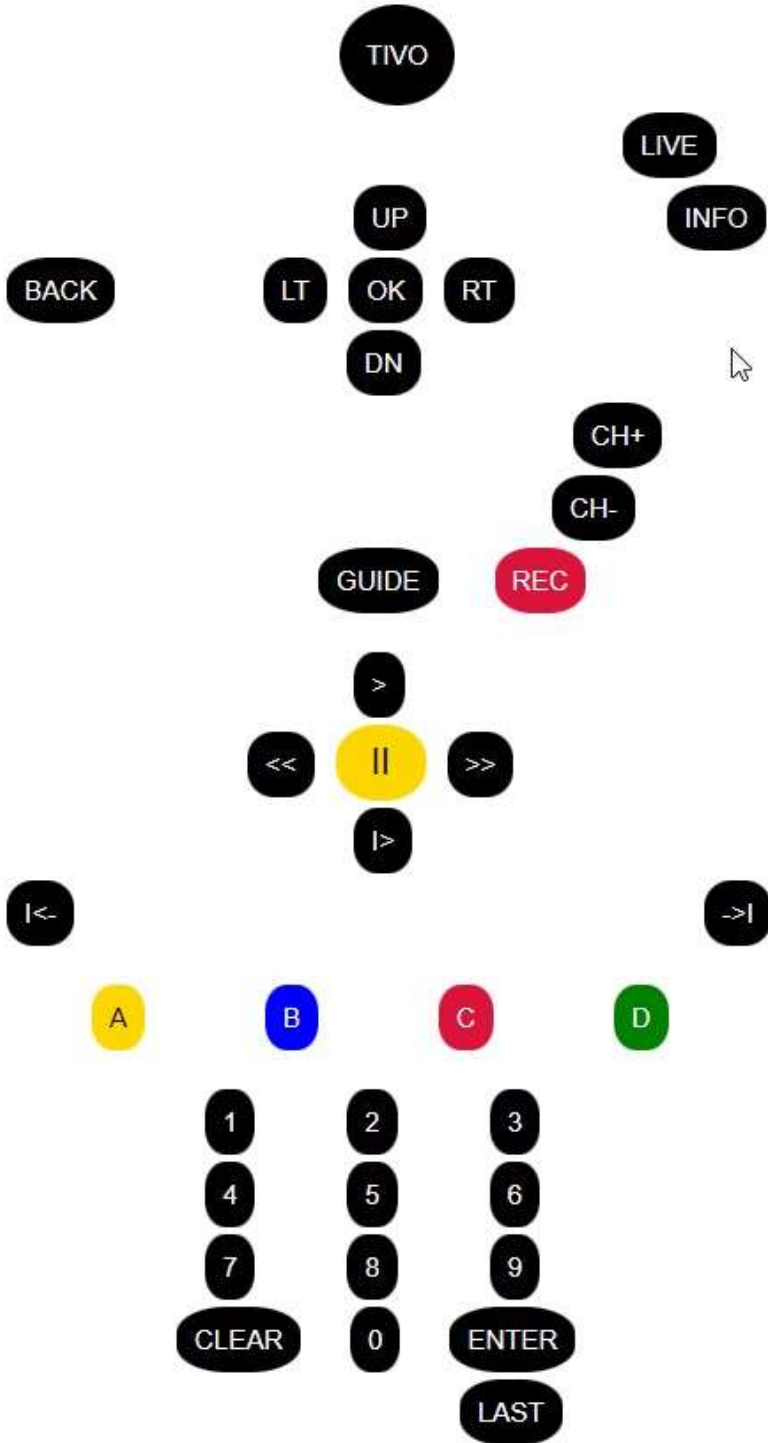 TIVO
LIVE
UP INFO
BACK LT OK RT
DN
CH+
CH-
GUIDE REC
>
<< || >>
|>
|<- ->|
A B C D
1 2 3
4 5 6
7 8 9
CLEAR 0 ENTER
LAST